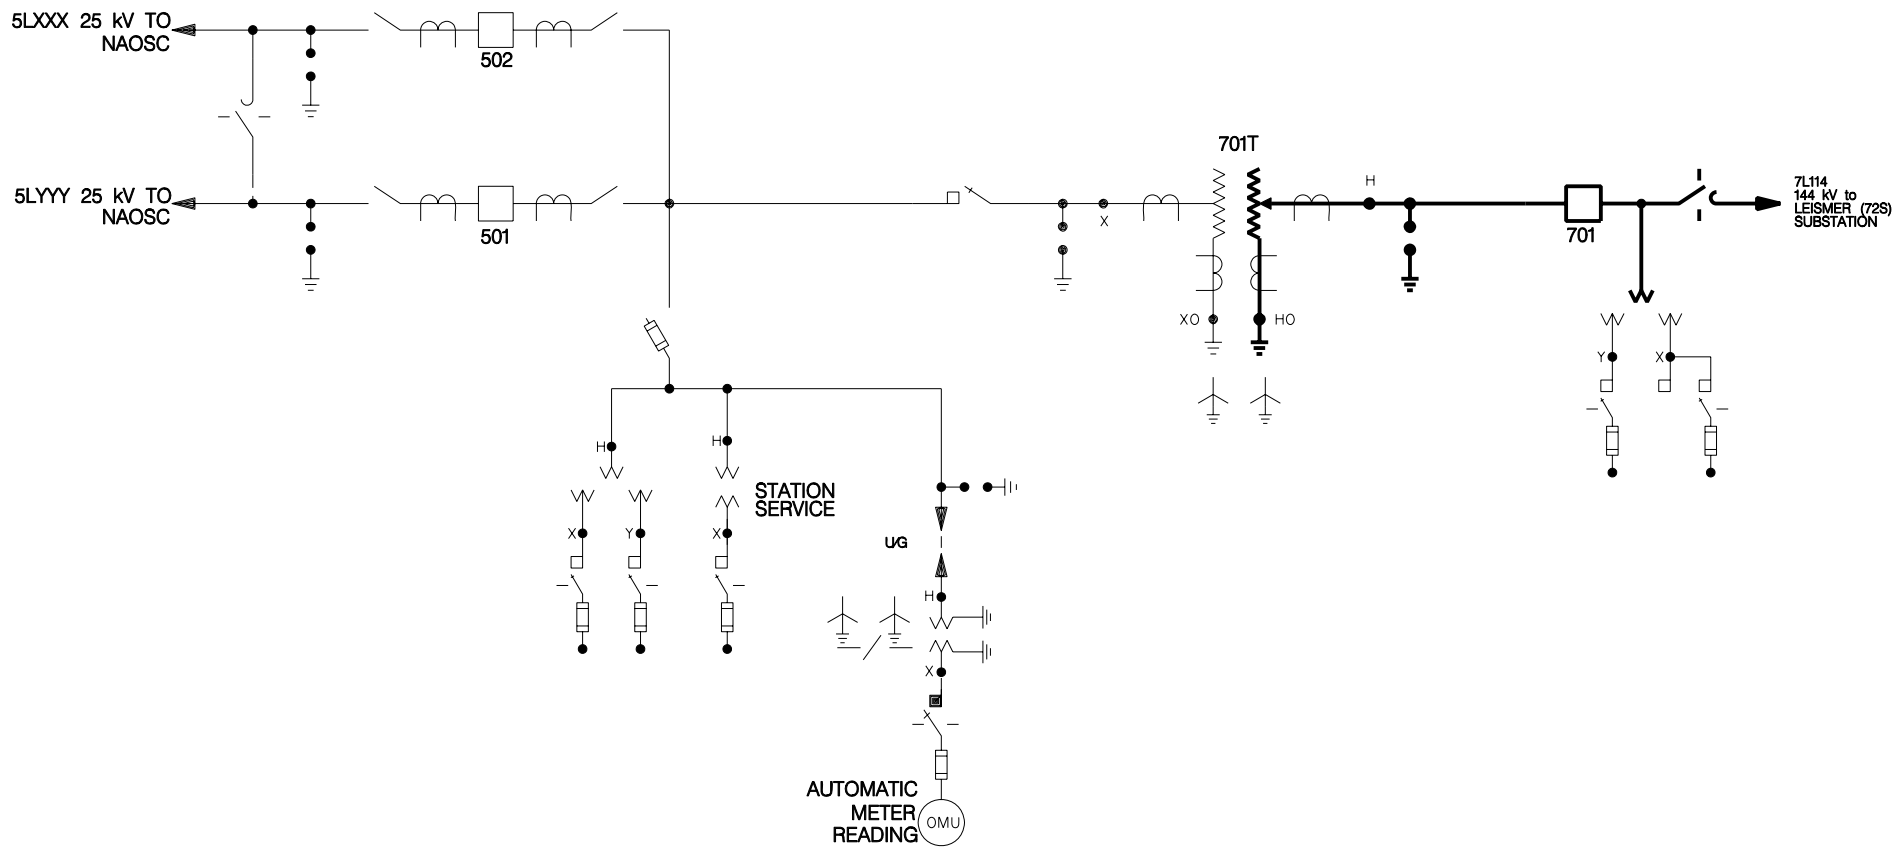 5LXXX 25 kV TO
NAOSC
502
701T
H
7L114
144 kV to
LEISMER (72S)
SUBSTATION
5LYYY 25 kV TO
NAOSC
501
X
701
XO
HO
Y
X
H
H
STATION
SERVICE
X
Y
X
U/G
H
X
AUTOMATIC
METER
READING
OMU